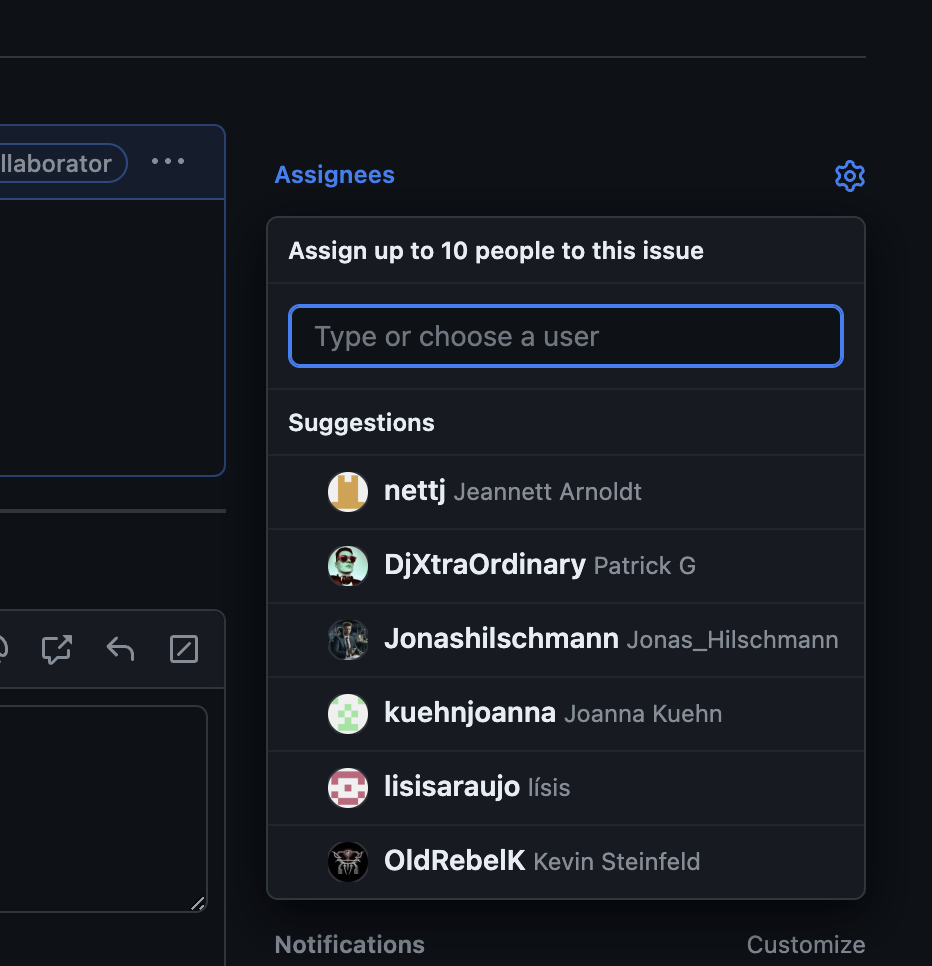 llaborator
Assignees
Assign up to 10 people to this issue
Type or choose a user
Suggestions
nettj Jeannett Arnoldt
DjXtraOrdinary Patrick G
Jonashilschmann Jonas_Hilschmann
kuehnjoanna Joanna Kuehn
lisisaraujo lísis
OldRebelK Kevin Steinfeld
Notifications Customize